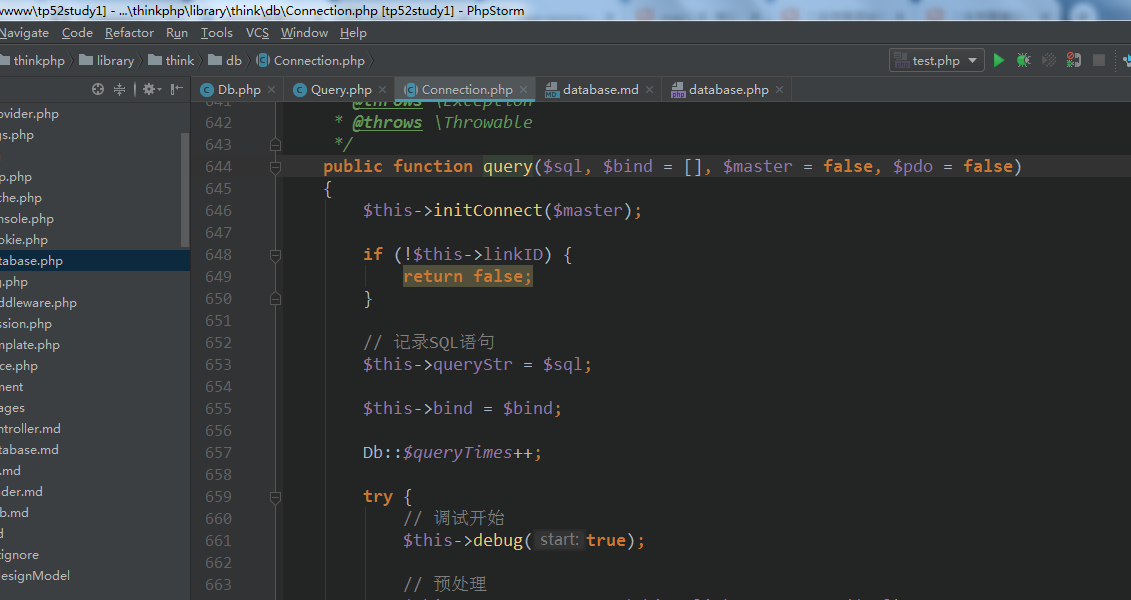 www\tp52study1] - ...\thinkphp\library\think\db\Connection.php [tp52study1] - PhpStorm
Navigate Code Refactor Run Tools VCS Window Help
thinkphp library think db Connection.php test.php
Db.php × Query.php × Connection.php × database.md × database.php ×
ovider.php
gs.php
p.php
che.php
nsole.php
okie.php
tabase.php
g.php
ddleware.php
ssion.php
mplate.php
ce.php
ment
ages
ntroller.md
tabase.md
.md
der.md
b.md
d
tignore
esignModel
641 * @throws \Exception
642 * @throws \Throwable
643 */
644 public function query($sql, $bind = [], $master = false, $pdo = false)
645 {
646 $this->initConnect($master);
647
648 if (!$this->linkID) {
649 return false;
650 }
651
652 // 记录SQL语句
653 $this->queryStr = $sql;
654
655 $this->bind = $bind;
656
657 Db::$queryTimes++;
658
659 try {
660 // 调试开始
661 $this->debug( start: true);
662
663 // 预处理